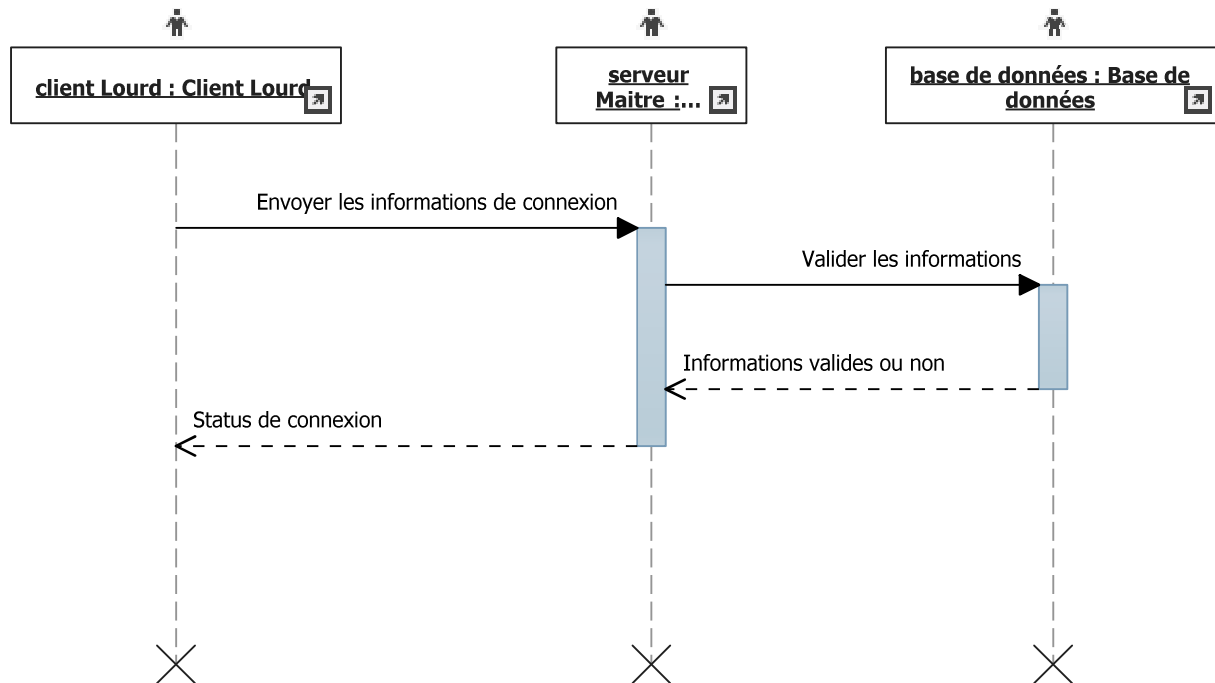 client Lourd : Client Lourd
serveur
Maitre :...
base de données : Base de
données
Envoyer les informations de connexion
Valider les informations
Informations valides ou non
Status de connexion